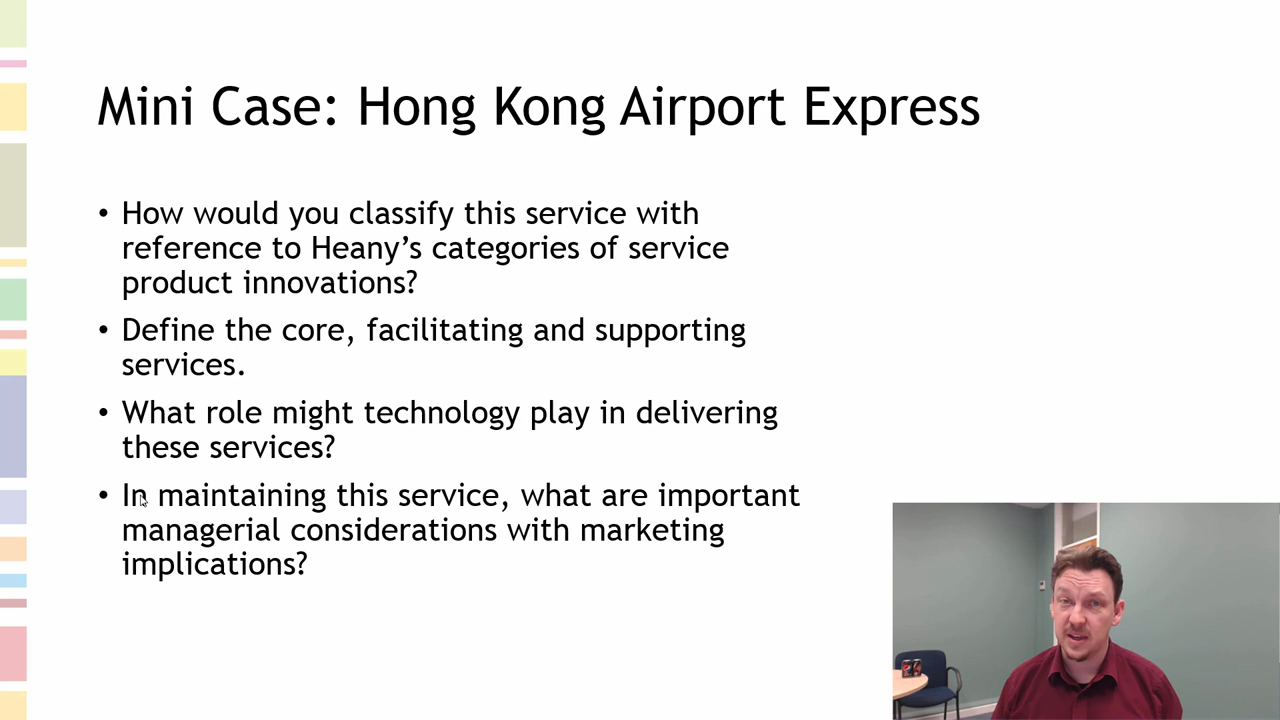 Mini Case: Hong Kong Airport Express
• How would you classify this service with
reference to Heany’s categories of service
product innovations?
• Define the core, facilitating and supporting
services.
• What role might technology play in delivering
these services?
• In maintaining this service, what are important
managerial considerations with marketing
implications?